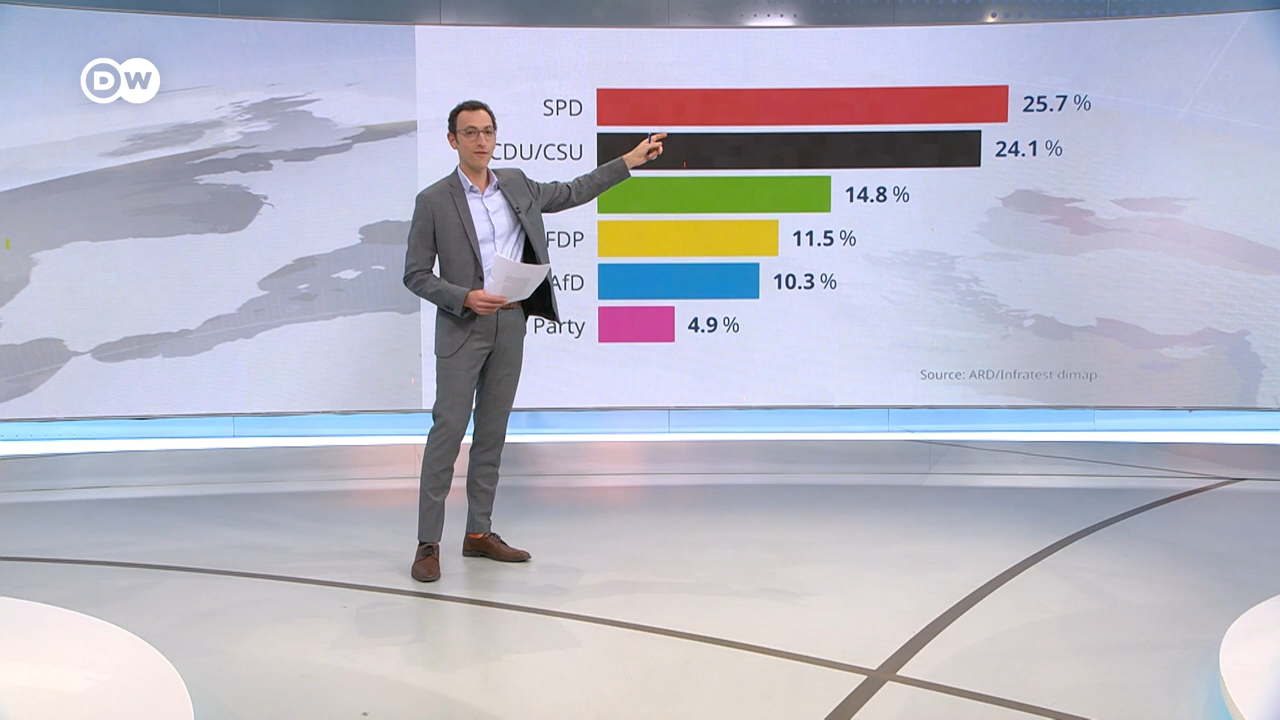 DW
SPD 25.7 %
CDU/CSU 24.1 %
14.8 %
FDP 11.5 %
AfD 10.3 %
Party 4.9 %
Source: ARD/Infratest dimap